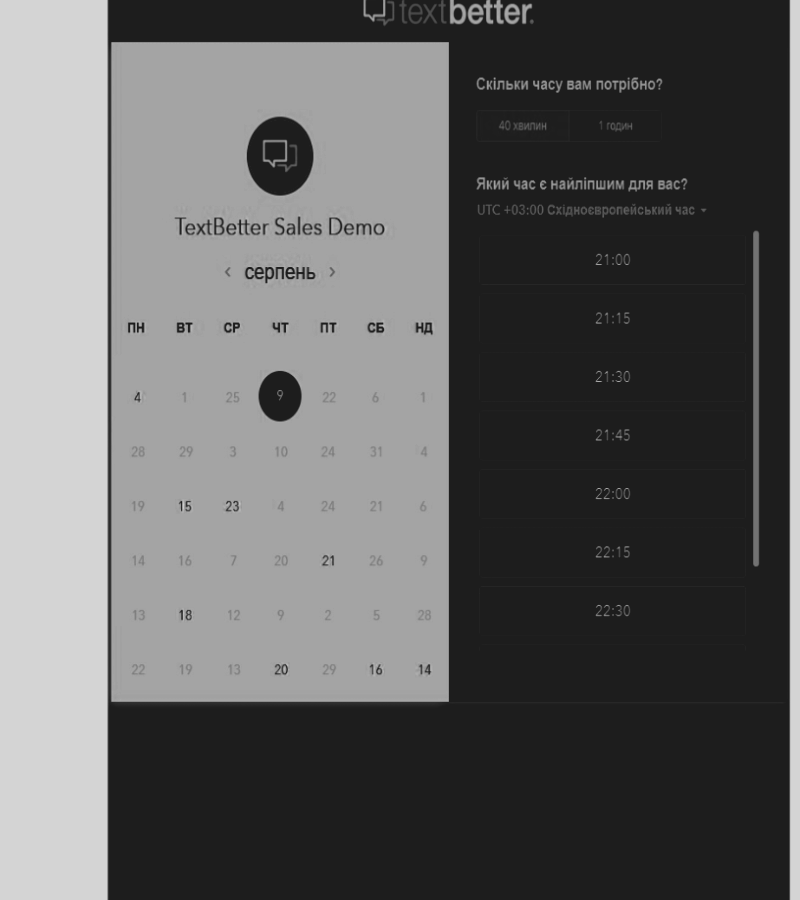 textbetter.
TextBetter Sales Demo
‹ серпень ›
ПН ВТ СР ЧТ ПТ СБ НД
4 1 25 9 22 6 1
28 29 3 10 24 31 4
19 15 23 4 24 21 6
14 16 7 20 21 26 9
13 18 12 9 2 5 28
22 19 13 20 29 16 14
Скільки часу вам потрібно?
40 хвилин 1 годин
Який час є найліпшим для вас?
UTC +03:00 Східноєвропейський час
21:00
21:15
21:30
21:45
22:00
22:15
22:30